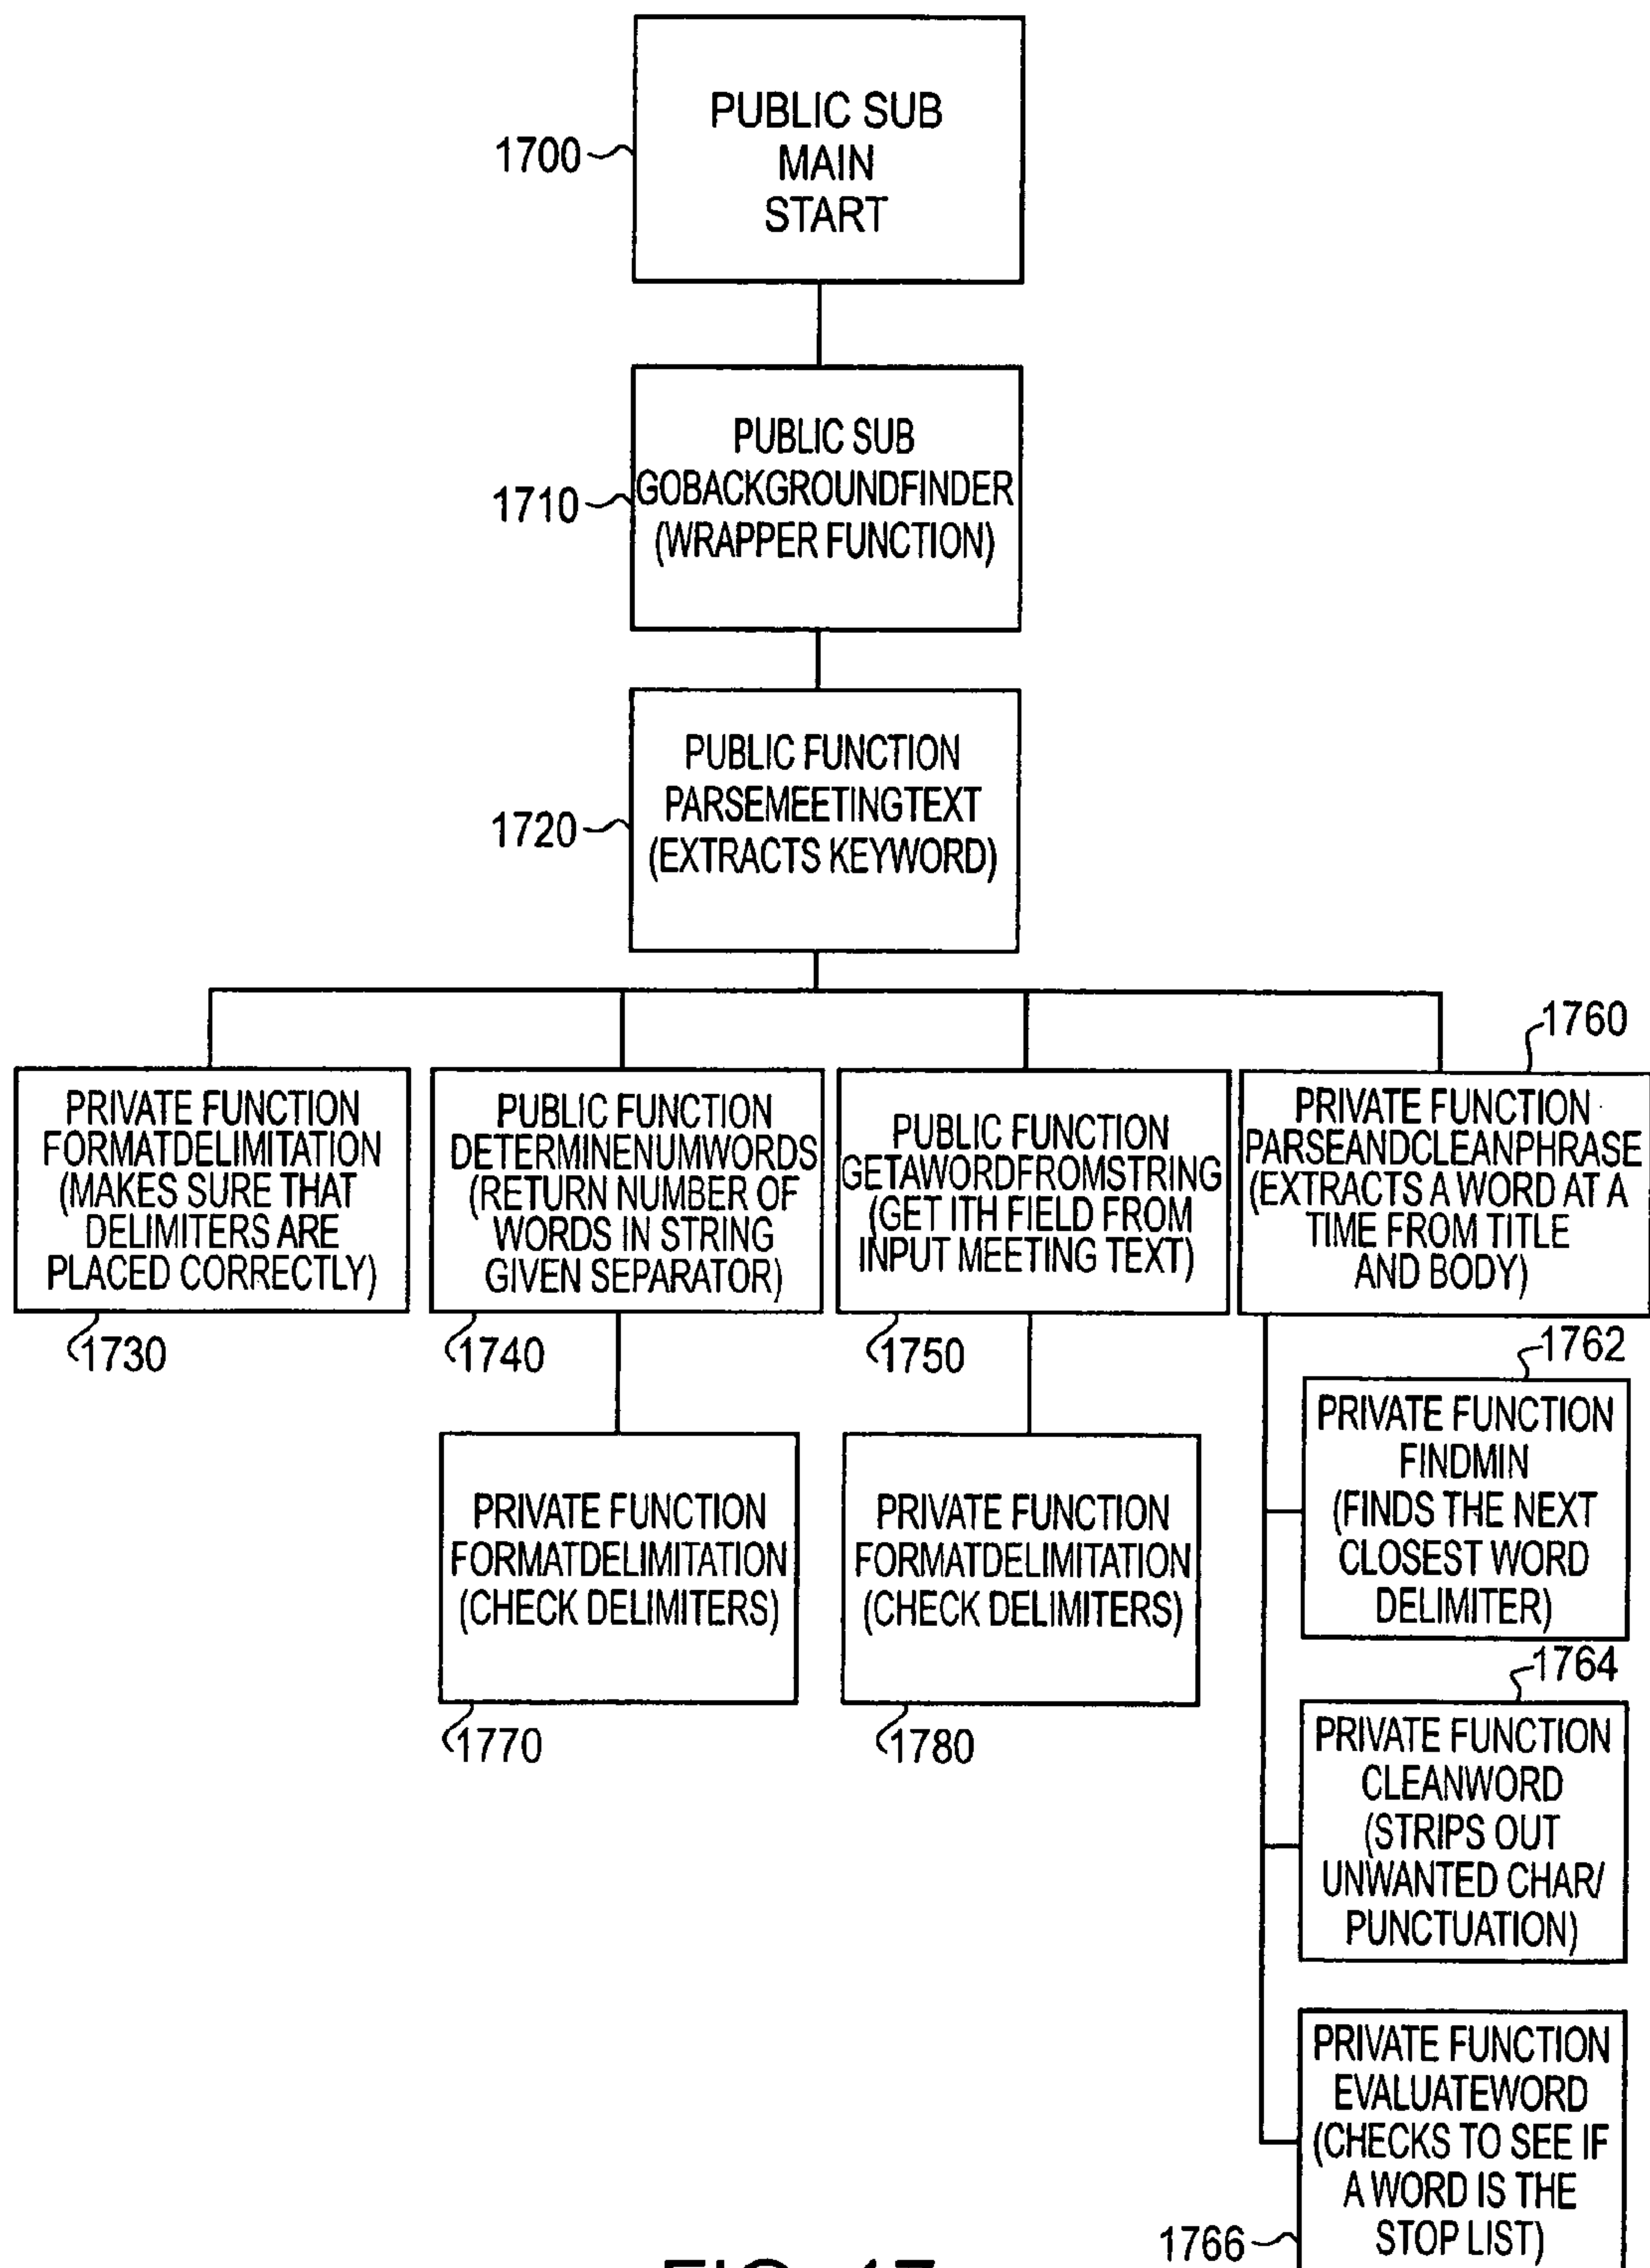 PUBLIC SUB
MAIN
START
1700
PUBLIC SUB
GOBACKGROUNDFINDER
(WRAPPER FUNCTION)
1710
PUBLIC FUNCTION
PARSEMEETINGTEXT
(EXTRACTS KEYWORD)
1720
PRIVATE FUNCTION
FORMATDELIMITATION
(MAKES SURE THAT
DELIMITERS ARE
PLACED CORRECTLY)
1730
PUBLIC FUNCTION
DETERMINENUMWORDS
(RETURN NUMBER OF
WORDS IN STRING
GIVEN SEPARATOR)
1740
PUBLIC FUNCTION
GETAWORDFROMSTRING
(GET ITH FIELD FROM
INPUT MEETING TEXT)
1750
1760
PRIVATE FUNCTION
PARSEANDCLEANPHRASE
(EXTRACTS A WORD AT A
TIME FROM TITLE
AND BODY)
PRIVATE FUNCTION
FORMATDELIMITATION
(CHECK DELIMITERS)
1770
PRIVATE FUNCTION
FORMATDELIMITATION
(CHECK DELIMITERS)
1780
1762
PRIVATE FUNCTION
FINDMIN
(FINDS THE NEXT
CLOSEST WORD
DELIMITER)
1764
PRIVATE FUNCTION
CLEANWORD
(STRIPS OUT
UNWANTED CHAR/
PUNCTUATION)
PRIVATE FUNCTION
EVALUATEWORD
(CHECKS TO SEE IF
A WORD IS THE
STOP LIST)
1766
FIG. 17